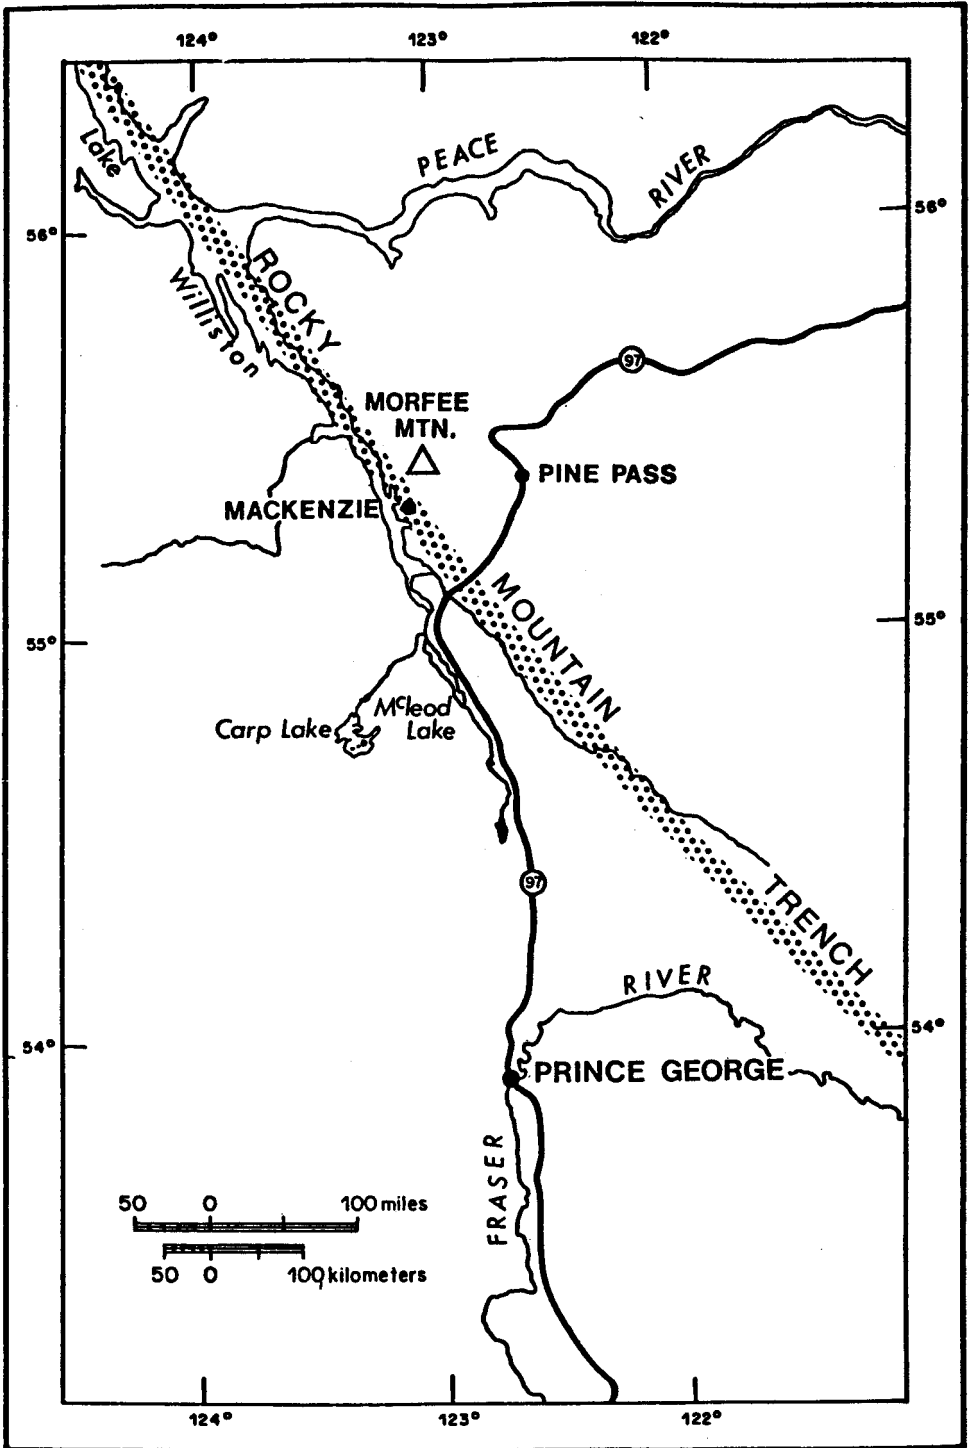 124° 123° 122°
PEACE
RIVER
Lake
56°
56°
ROCKY
Williston
97
MORFEE
MTN.
PINE PASS
MACKENZIE
MOUNTAIN
55°
55°
McLeod
Lake
Carp Lake
97
TRENCH
RIVER
54°
54°
PRINCE GEORGE
FRASER
50 0 100 miles
50 0 100 kilometers
124° 123° 122°